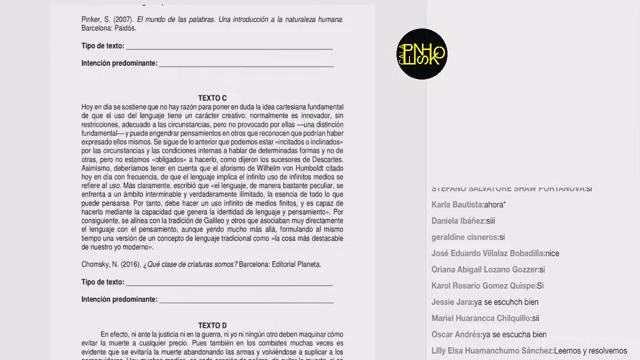 Pinker, S. (2007). El mundo de las palabras. Una introducción a la naturaleza humana.
Barcelona: Paidós.
Tipo de texto:
Intención predominante:
TEXTO C
Hoy en día se sostiene que no hay razón para poner en duda la idea cartesiana fundamental
de que el uso del lenguaje tiene un carácter creativo: normalmente es innovador, sin
restricciones, adecuado a las circunstancias, pero no provocado por ellas —una distinción
fundamental— y puede engendrar pensamientos en otros que reconocen que podrían haber
expresado ellos mismos. Se sigue de lo anterior que podemos estar «incitados o inclinados»
por las circunstancias y las condiciones internas a hablar de determinadas formas y no de
otras, pero no estamos «obligados» a hacerlo, como dijeron los sucesores de Descartes.
Asimismo, deberíamos tener en cuenta que el aforismo de Wilhelm von Humboldt citado
hoy en día con frecuencia, de que el lenguaje implica el infinito uso de infinitos medios se
refiere al uso. Más claramente, escribió que «el lenguaje, de manera bastante peculiar, se
enfrenta a un ámbito interminable y verdaderamente ilimitado, la esencia de todo lo que
puede pensarse. Por tanto, debe hacer un uso infinito de medios finitos, y es capaz de
hacerlo mediante la capacidad que genera la identidad de lenguaje y pensamiento». Por
consiguiente, se alinea con la tradición de Galileo y otros que asociaban muy directamente
el lenguaje con el pensamiento, aunque yendo mucho más allá, formulando al mismo
tiempo una versión de un concepto de lenguaje tradicional como «la cosa más destacable
de nuestro yo moderno».
Chomsky, N. (2016). ¿Qué clase de criaturas somos? Barcelona: Editorial Planeta.
Tipo de texto:
Intención predominante:
TEXTO D
En efecto, ni ante la justicia ni en la guerra, ni yo ni ningún otro deben maquinar cómo
evitar la muerte a cualquier precio. Pues también en los combates muchas veces es
evidente que se evitaría la muerte abandonando las armas y volviéndose a suplicar a los
STEFANO SALVATORE SHAW PORTANOVA:si
Karla Bautista:ahora*
Daniela Ibáñez:siii
geraldine cisneros:si
José Eduardo Villalaz Bobadilla:nice
Oriana Abigail Lozano Gozzer:si
Karol Rosario Gomez Quispe:Si
Jessie Jara:ya se escuhch bien
Mariel Huarancca Chilquillo:sii
Oscar Andrés:ya se escucha bien
Lilly Elsa Huamanchumo Sánchez:Leemos y resolvemos